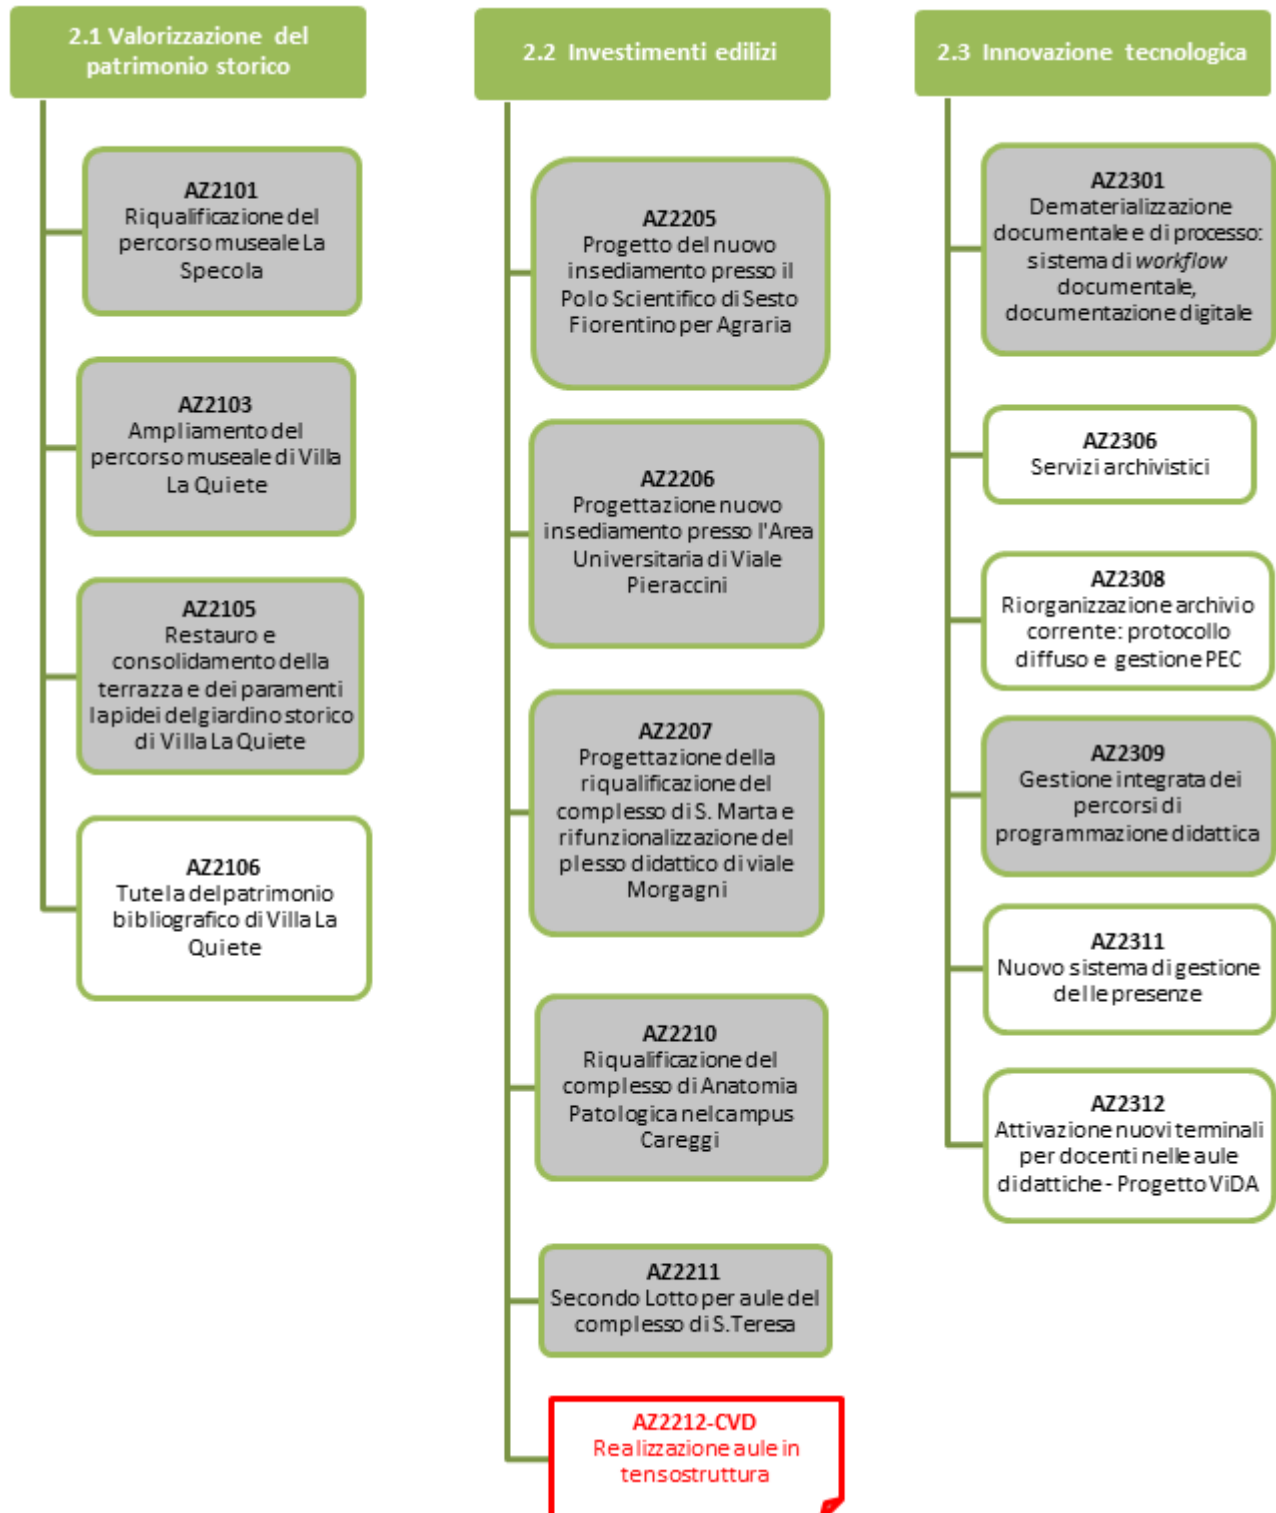 2.1 Valorizzazione del
patrimonio storico
AZ2101
Riqualificazione del
percorso museale La
Specola
AZ2103
Ampliamento del
percorso museale di Villa
La Quiete
AZ2105
Restauro e
consolidamento della
terrazza e dei paramenti
lapidei del giardino storico
di Villa La Quiete
AZ2106
Tutela del patrimonio
bibliografico di Villa La
Quiete
2.2 Investimenti edilizi
AZ2205
Progetto del nuovo
insediamento presso il
Polo Scientifico di Sesto
Fiorentino per Agraria
AZ2206
Progettazione nuovo
insediamento presso l'Area
Universitaria di Viale
Pieraccini
AZ2207
Progettazione della
riqualificazione del
complesso di S. Marta e
rifunzionalizzazione del
plesso didattico di viale
Morgagni
AZ2210
Riqualificazione del
complesso di Anatomia
Patologica nel campus
Careggi
AZ2211
Secondo Lotto per aule del
complesso di S.Teresa
AZ2212-CVD
Realizzazione aule in
tensostruttura
2.3 Innovazione tecnologica
AZ2301
Dematerializzazione
documentale e di processo:
sistema di workflow
documentale,
documentazione digitale
AZ2306
Servizi archivistici
AZ2308
Riorganizzazione archivio
corrente: protocollo
diffuso e gestione PEC
AZ2309
Gestione integrata dei
percorsi di
programmazione didattica
AZ2311
Nuovo sistema di gestione
delle presenze
AZ2312
Attivazione nuovi terminali
per docenti nelle aule
didattiche - Progetto ViDA